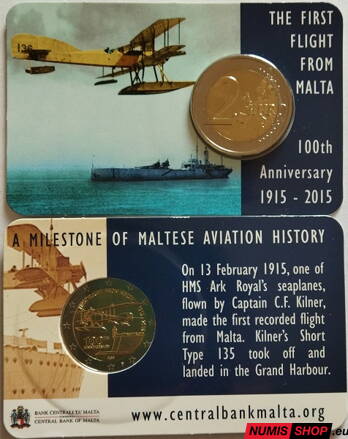 THE FIRST
FLIGHT
FROM
MALTA
136
2
100th
Anniversary
1915 - 2015
A MILESTONE OF MALTESE AVIATION HISTORY
On 13 February 1915, one of
HMS Ark Royal's seaplanes,
flown by Captain C.F. Kilner,
made the first recorded flight
from Malta. Kilner's Short
Type 135 took off and
landed in the Grand Harbour.
BANK ĊENTRALI TA' MALTA
CENTRAL BANK OF MALTA
www.centralbankmalta.org
NUMIS SHOP.eu